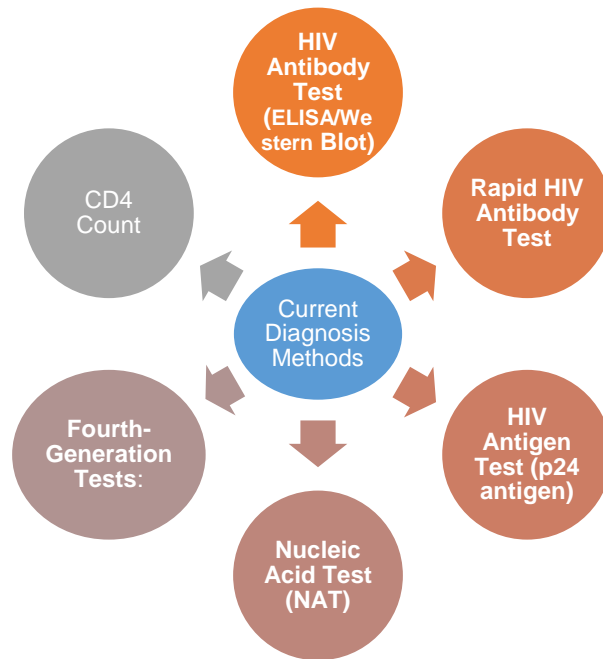 HIV
Antibody
Test
(ELISA/We
stern Blot)
Rapid HIV
Antibody
Test
HIV
Antigen
Test (p24
antigen)
Nucleic
Acid Test
(NAT)
Fourth-
Generation
Tests:
CD4
Count
Current
Diagnosis
Methods